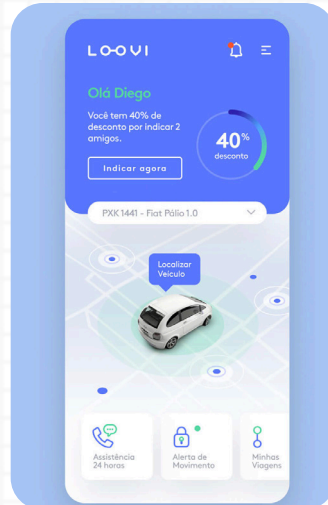 LOOVI
Olá Diego
Você tem 40% de
desconto por indicar 2
amigos.
40%
desconto
Indicar agora
PXK 1441 - Fiat Pálio 1.0
Localizar
Veículo
Assistência
24 horas
Alerta de
Movimento
Minhas
Viagens